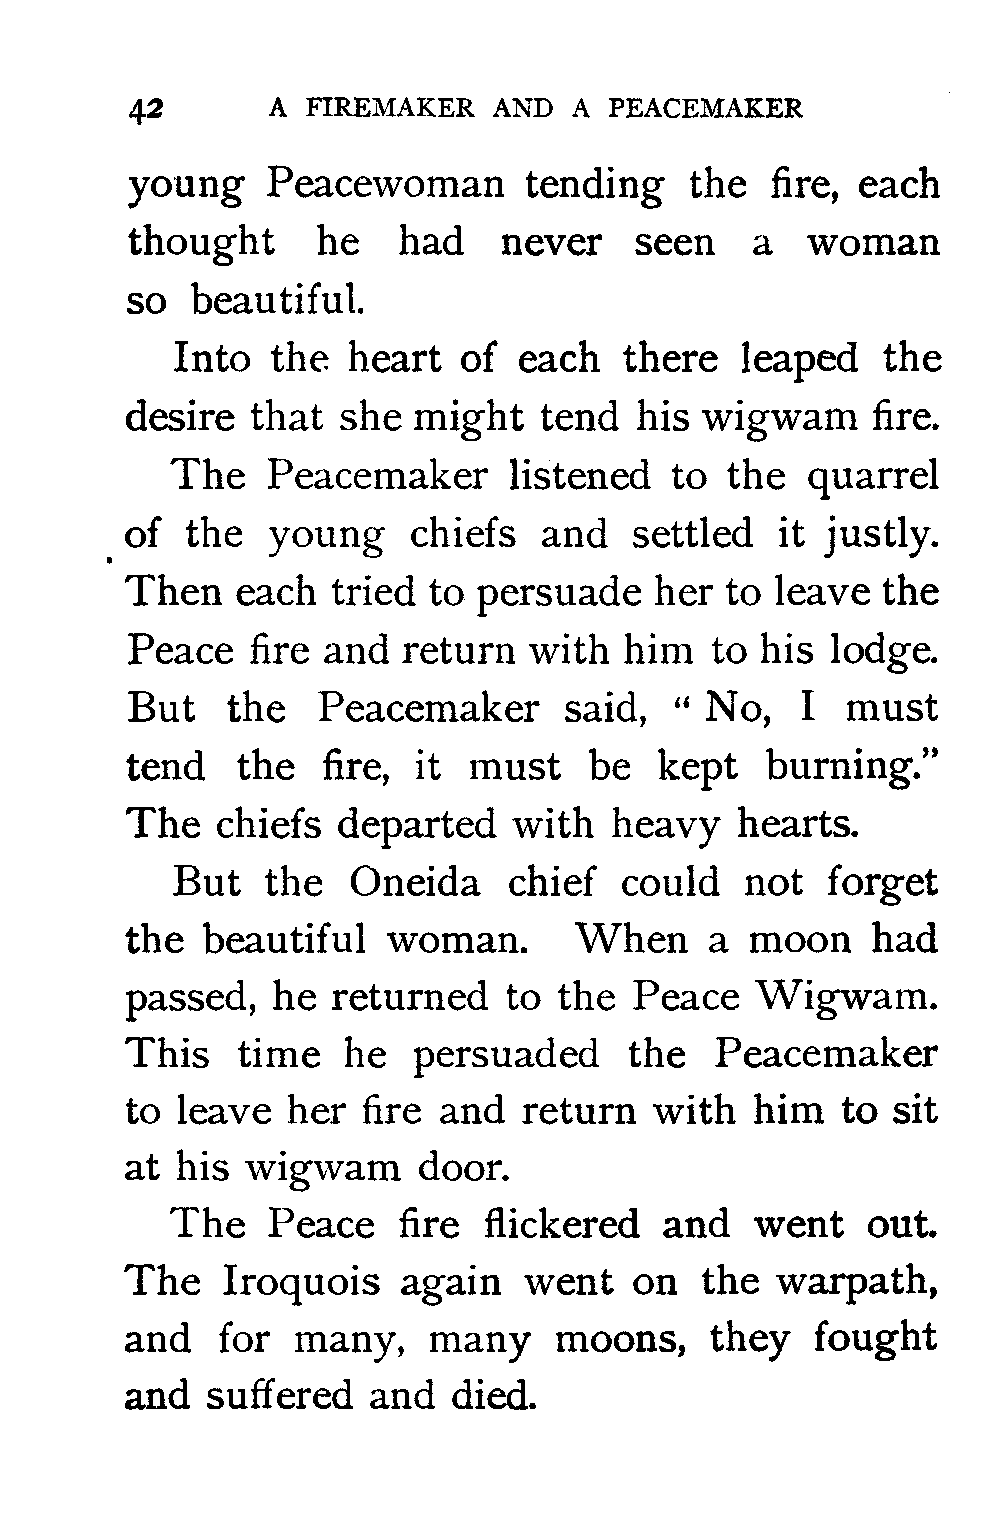 42 A FIREMAKER AND A PEACEMAKER
young Peacewoman tending the fire, each
thought he had never seen a woman
so beautiful.
Into the heart of each there leaped the
desire that she might tend his wigwam fire.
The Peacemaker listened to the quarrel
of the young chiefs and settled it justly.
Then each tried to persuade her to leave the
Peace fire and return with him to his lodge.
But the Peacemaker said, “ No, I must
tend the fire, it must be kept burning.”
The chiefs departed with heavy hearts.
But the Oneida chief could not forget
the beautiful woman. When a moon had
passed, he returned to the Peace Wigwam.
This time he persuaded the Peacemaker
to leave her fire and return with him to sit
at his wigwam door.
The Peace fire flickered and went out.
The Iroquois again went on the warpath,
and for many, many moons, they fought
and suffered and died.